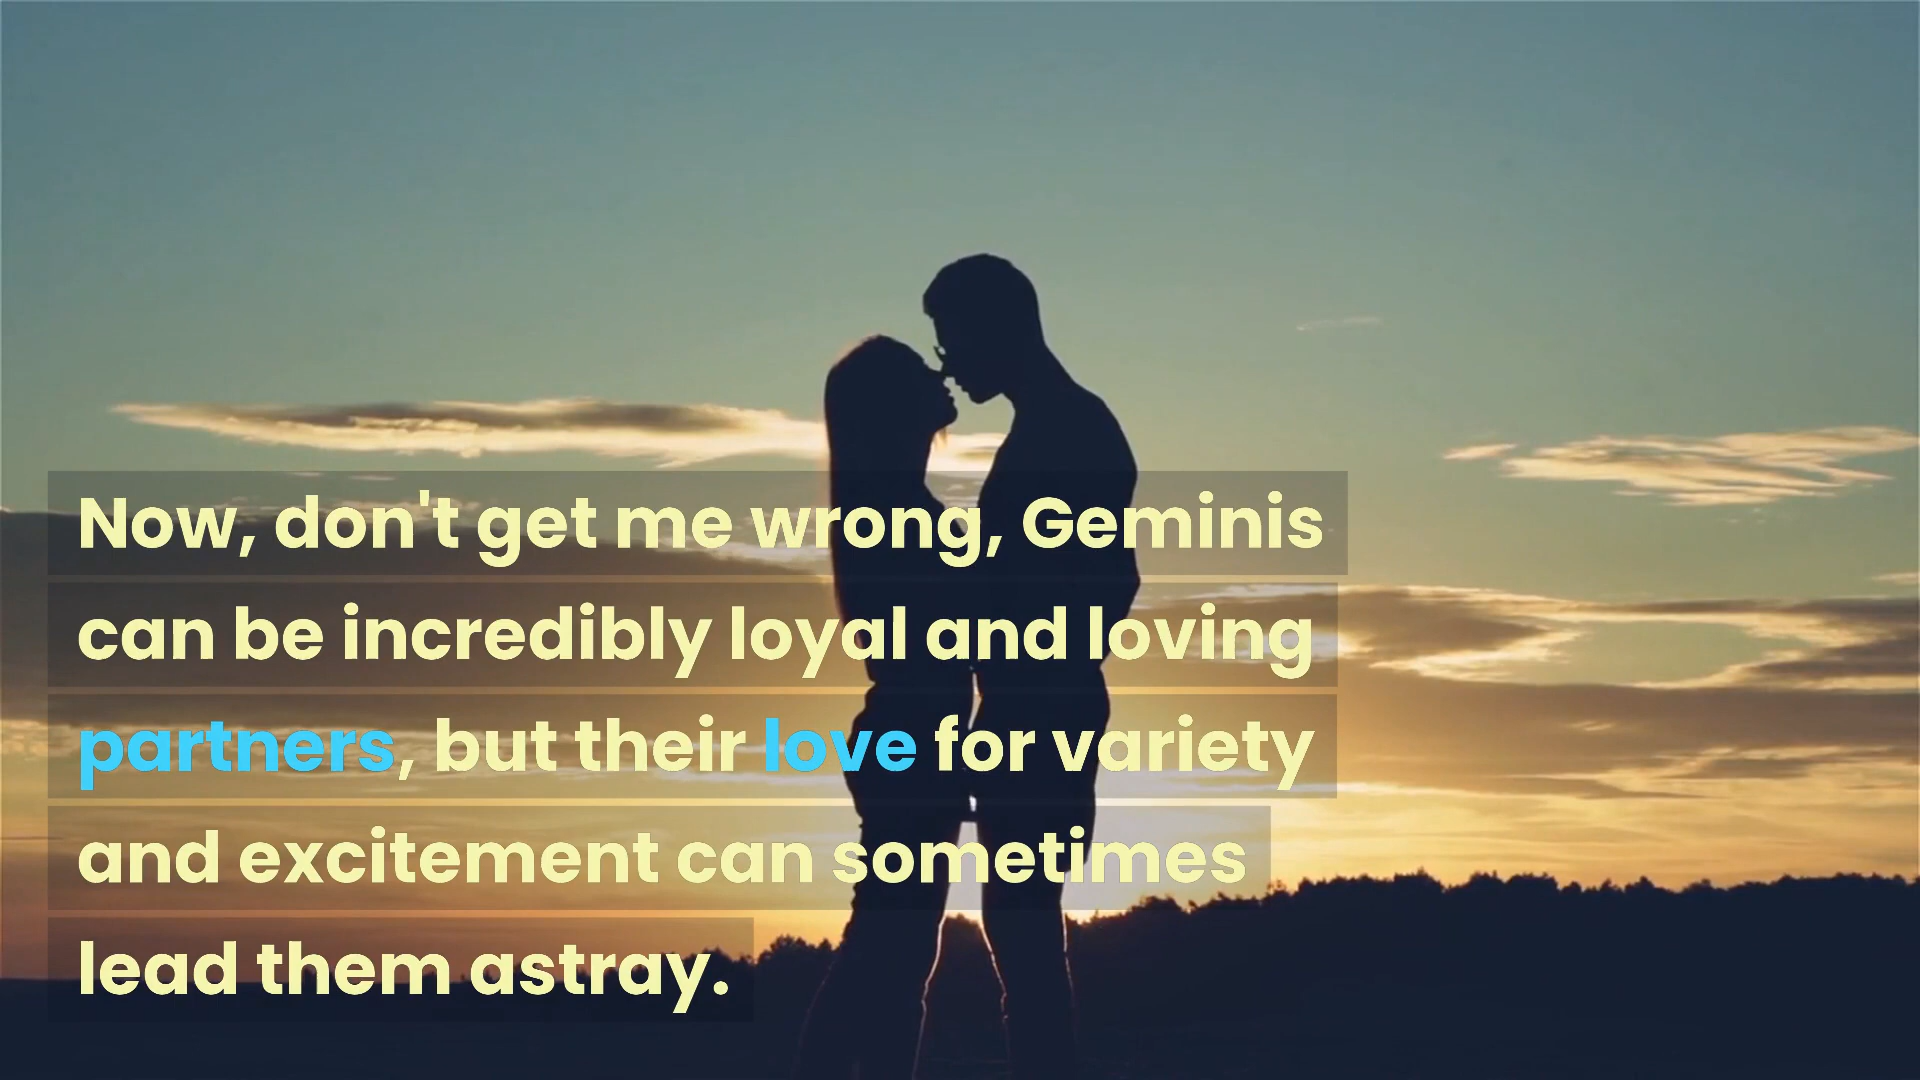 Now, don't get me wrong, Geminis
can be incredibly loyal and loving
partners, but their love for variety
and excitement can sometimes
lead them astray.